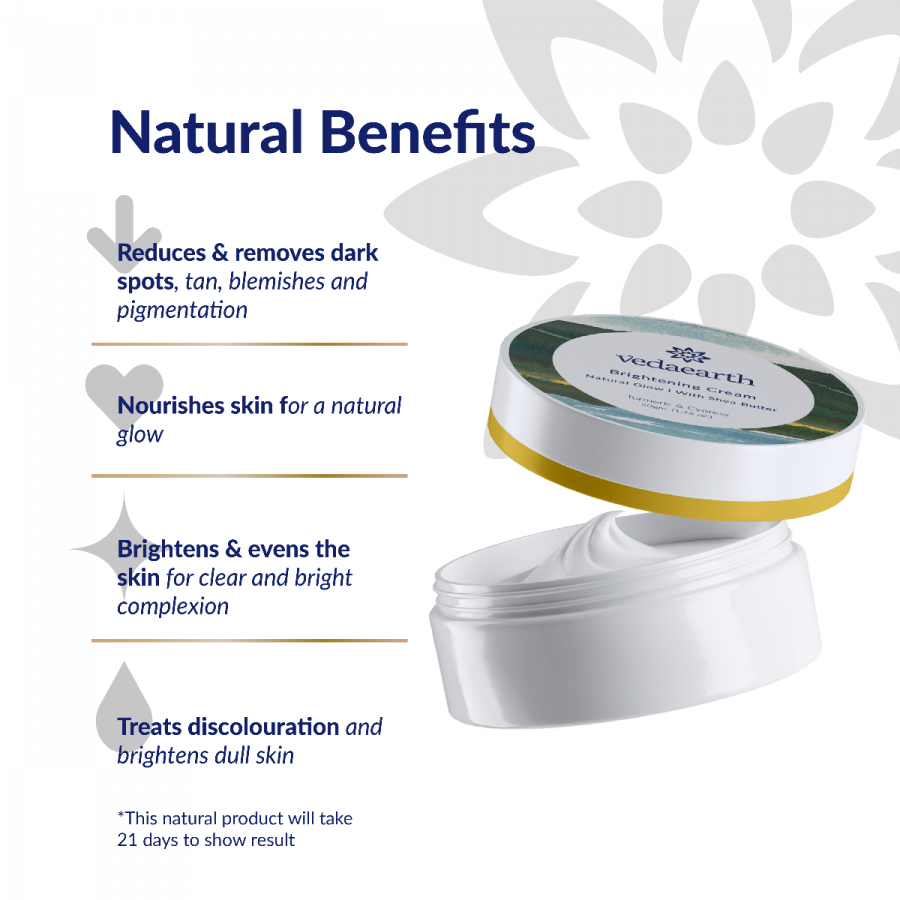 Natural Benefits
Reduces & removes dark
spots, tan, blemishes and
pigmentation
Nourishes skin for a natural
glow
Brightens & evens the
skin for clear and bright
complexion
Treats discolouration and
brightens dull skin
*This natural product will take
21 days to show result
vedaearth
Brightening Cream
Natural Glow | With Shea Butter
Turmeric & Cypress